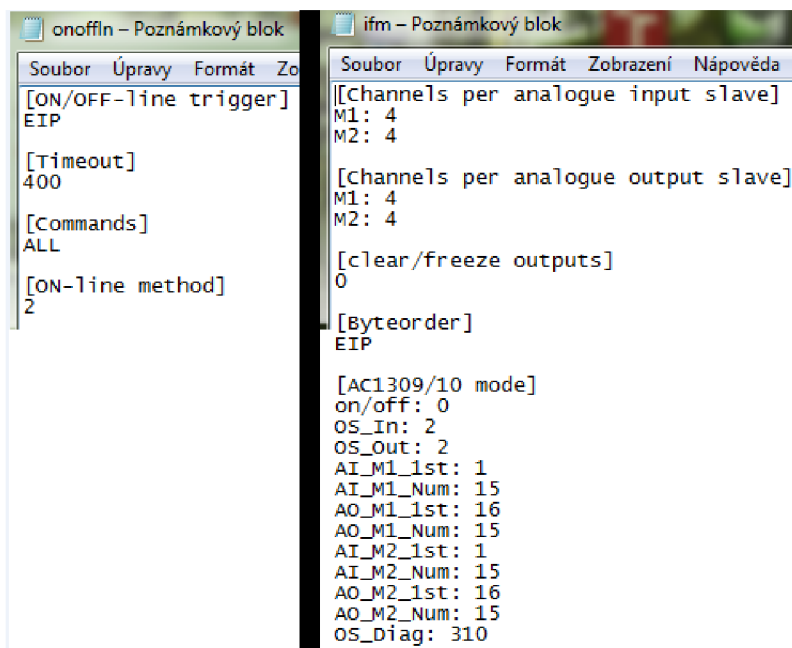 onoffln – Poznámkový blok
Soubor Úpravy Formát Zo
[ON/OFF-line trigger]
EIP
[Timeout]
400
[Commands]
ALL
[ON-line method]
2
ifm – Poznámkový blok
Soubor Úpravy Formát Zobrazení Nápověda
[Channels per analogue input slave]
M1: 4
M2: 4
[Channels per analogue output slave]
M1: 4
M2: 4
[clear/freeze outputs]
0
[Byteorder]
EIP
[AC1309/10 mode]
on/off: 0
OS_In: 2
OS_Out: 2
AI_M1_1st: 1
AI_M1_Num: 15
AO_M1_1st: 16
AO_M1_Num: 15
AI_M2_1st: 1
AI_M2_Num: 15
AO_M2_1st: 16
AO_M2_Num: 15
OS_Diag: 310